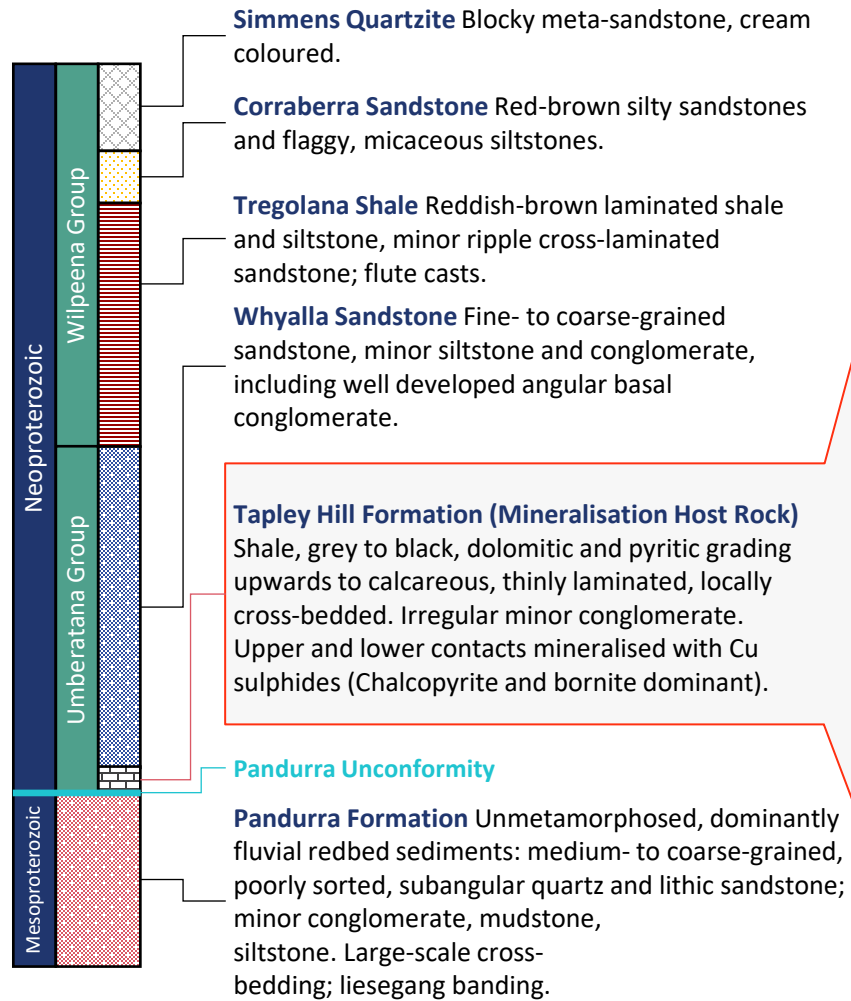 Simmens Quartzite Blocky meta-sandstone, cream
coloured.
Corraberra Sandstone Red-brown silty sandstones
and flaggy, micaceous siltstones.
Tregolana Shale Reddish-brown laminated shale
and siltstone, minor ripple cross-laminated
sandstone; flute casts.
Whyalla Sandstone Fine- to coarse-grained
sandstone, minor siltstone and conglomerate,
including well developed angular basal
conglomerate.
Tapley Hill Formation (Mineralisation Host Rock)
Shale, grey to black, dolomitic and pyritic grading
upwards to calcareous, thinly laminated, locally
cross-bedded. Irregular minor conglomerate.
Upper and lower contacts mineralised with Cu
sulphides (Chalcopyrite and bornite dominant).
Pandurra Unconformity
Pandurra Formation Unmetamorphosed, dominantly
fluvial redbed sediments: medium- to coarse-grained,
poorly sorted, subangular quartz and lithic sandstone;
minor conglomerate, mudstone,
siltstone. Large-scale cross-
bedding; liesegang banding.
Neoproterozoic
Mesoproterozoic
Wilpeena Group
Umberatana Group